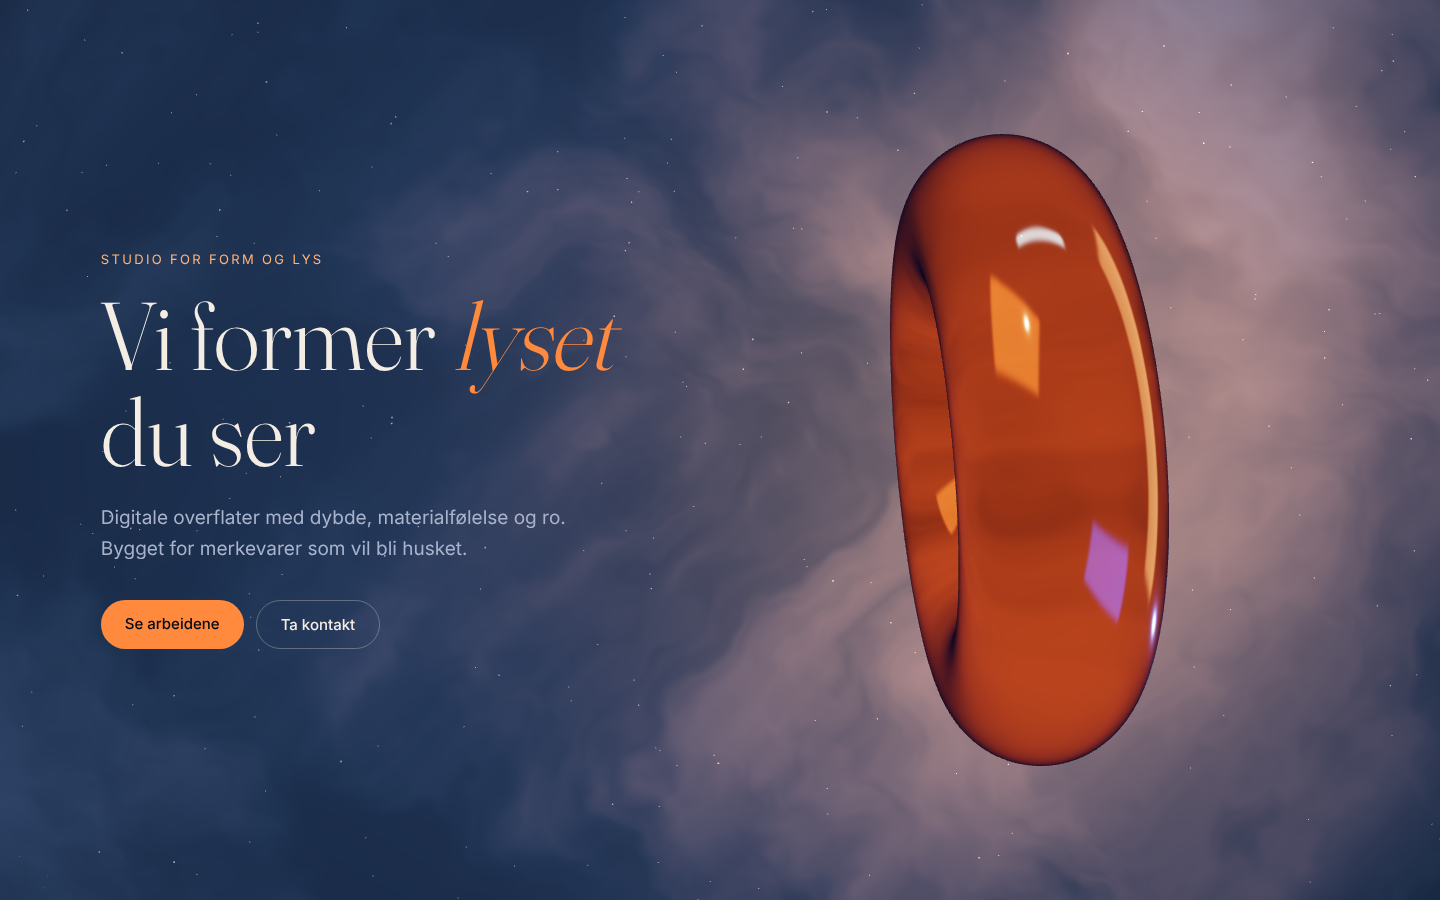 STUDIO FOR FORM OG LYS
Vi former lyset
du ser
Digitale overflater med dybde, materialfølelse og ro.
Bygget for merkevarer som vil bli husket.
Se arbeidene
Ta kontakt